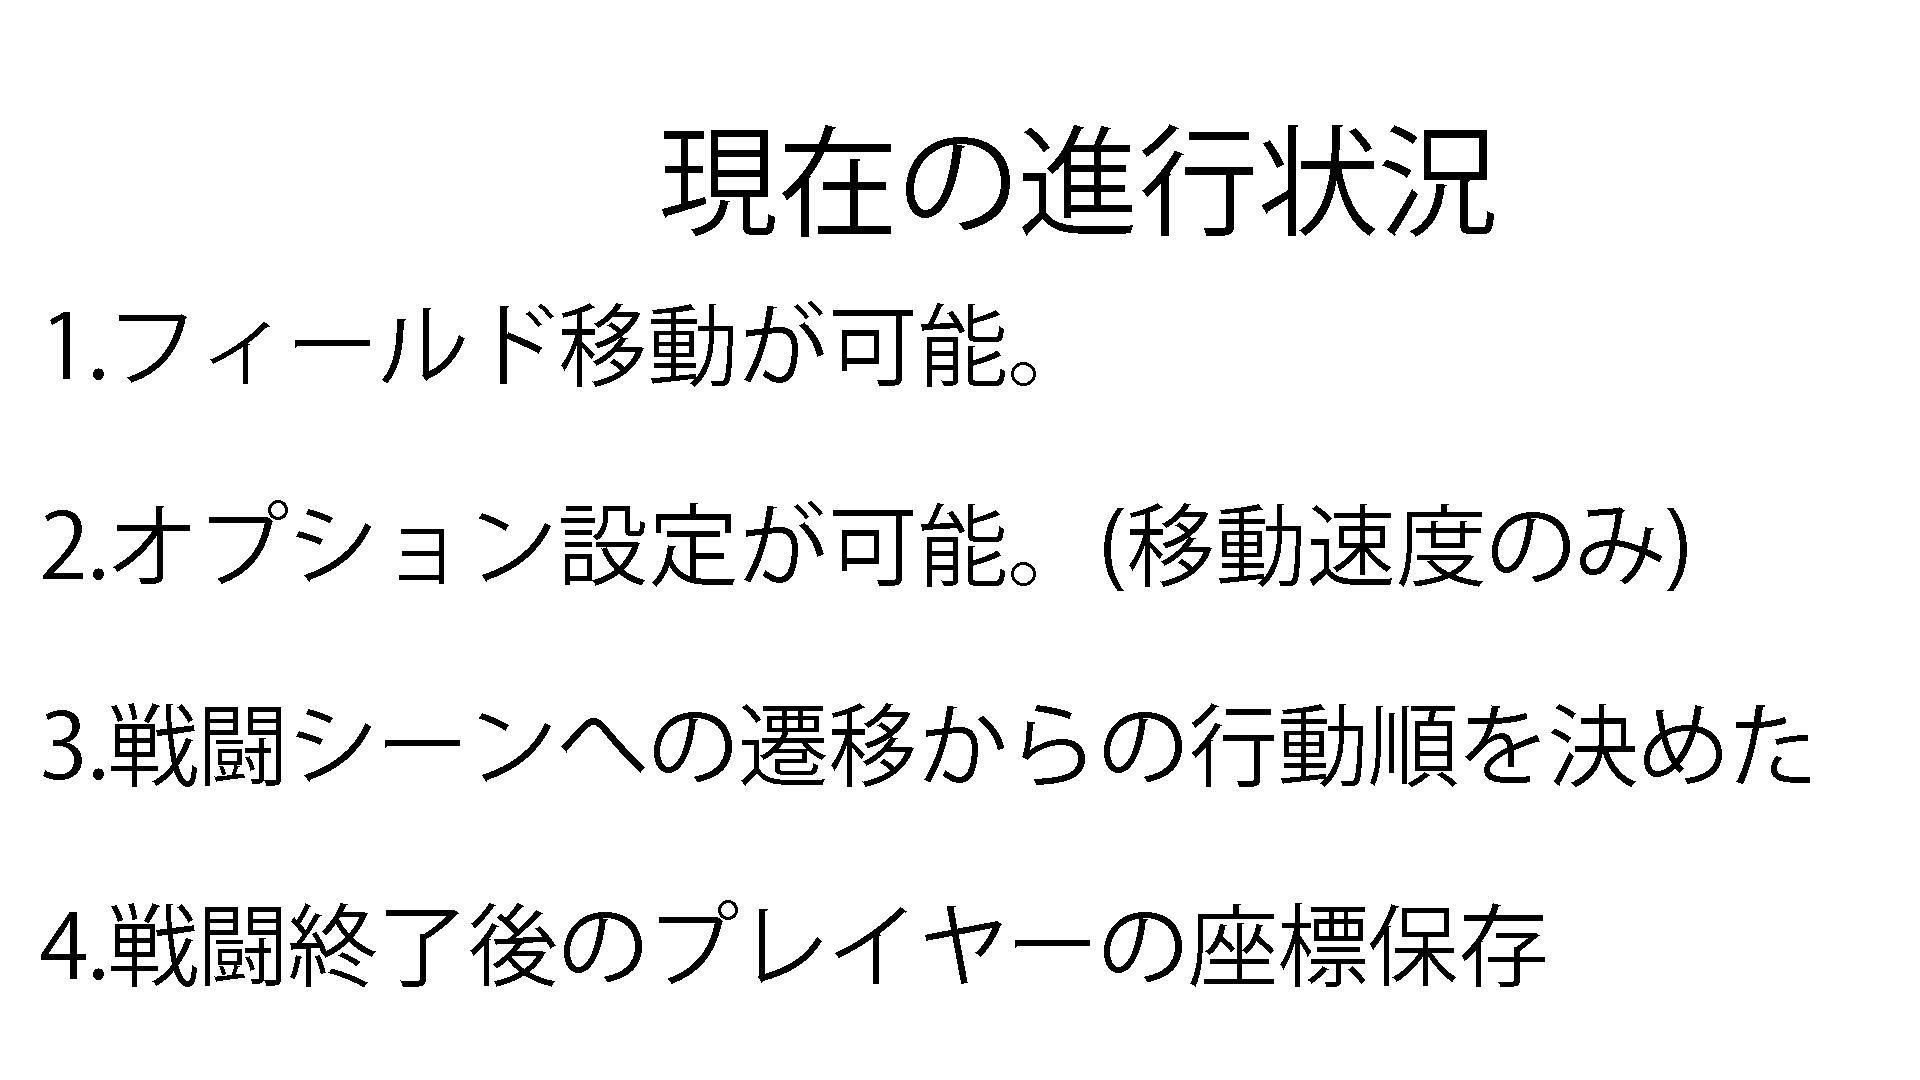 現在の進行状況
1.フィールド移動が可能。
2.オプション設定が可能。(移動速度のみ)
3.戦闘シーンへの遷移からの行動順を決めた
4.戦闘終了後のプレイヤーの座標保存